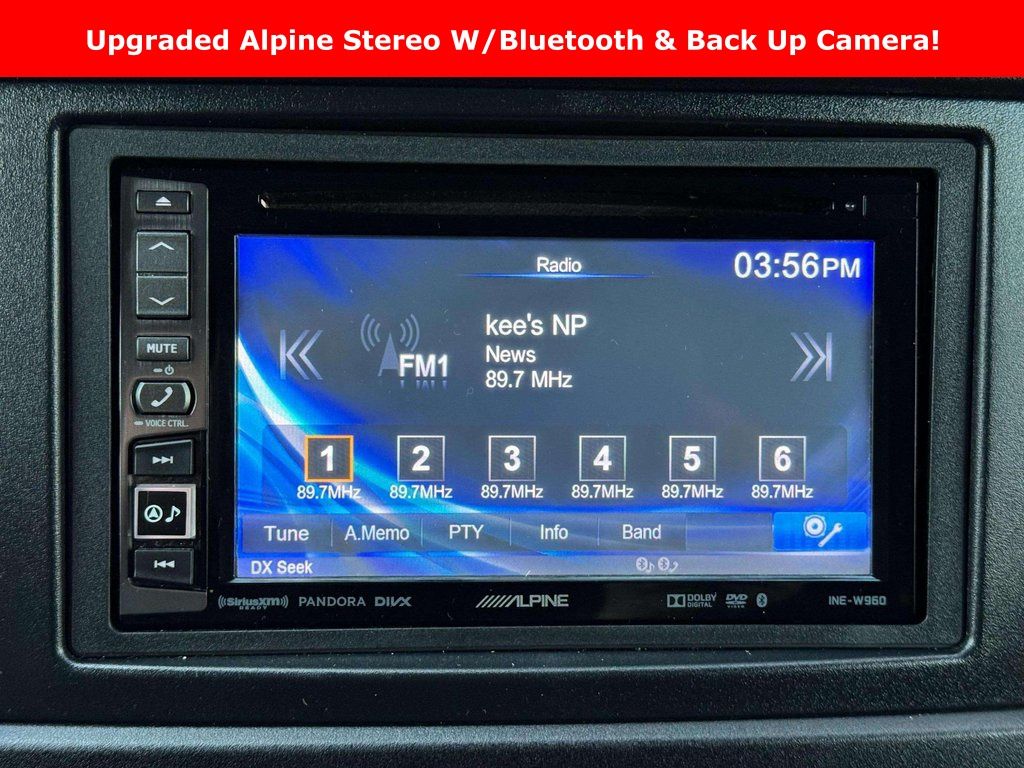 Upgraded Alpine Stereo W/Bluetooth & Back Up Camera!
Radio
03:56PM
MUTE
VOICE CTRL.
FM1
kee's NP
News
89.7 MHz
1 2 3 4 5 6
89.7MHz 89.7MHz 89.7MHz 89.7MHz 89.7MHz 89.7MHz
Tune A.Memo PTY Info Band
DX Seek
((SiriusXM)) PANDORA DIVX ALPINE DOLBY DVD INE-W960
READY DIGITAL VIDEO